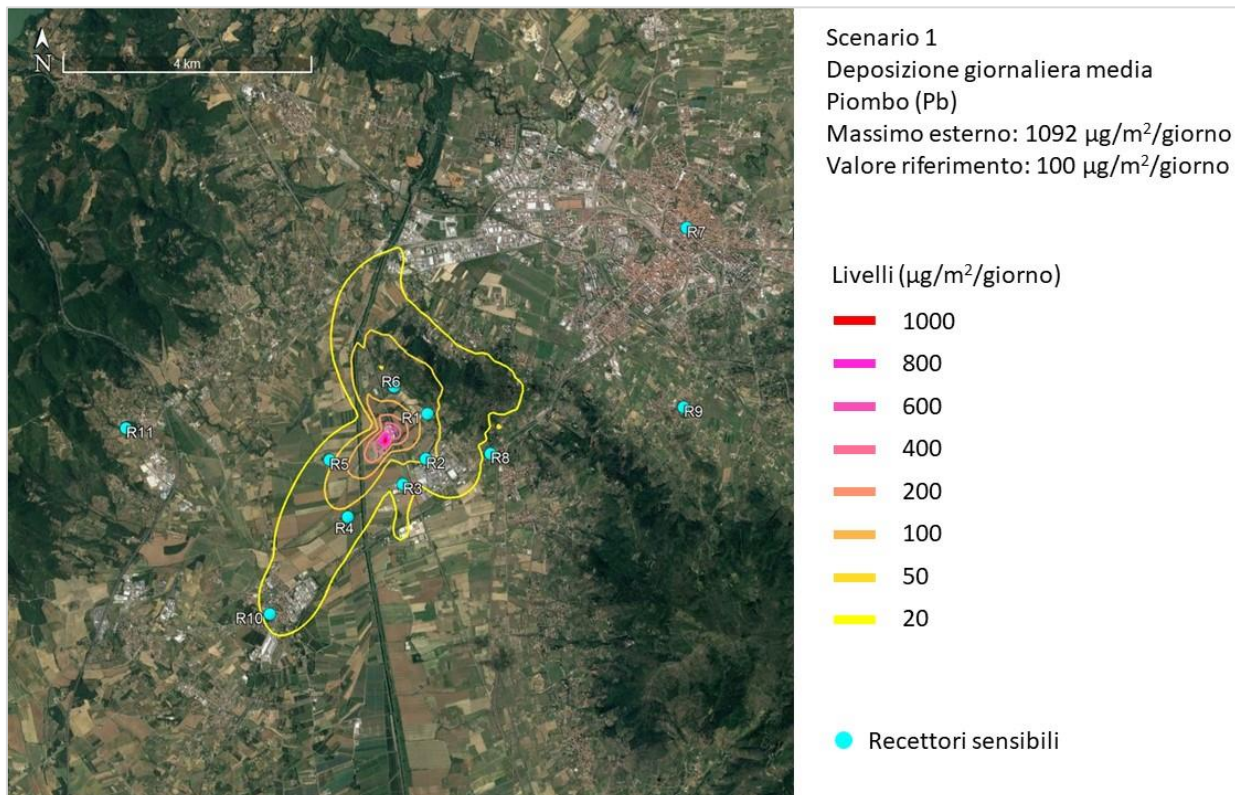 4 km
N
R7
R6
R1
R9
R11
R5
R2
R8
R3
R4
R10
Scenario 1
Deposizione giornaliera media
Piombo (Pb)
Massimo esterno: 1092 µg/m²/giorno
Valore riferimento: 100 µg/m²/giorno
Livelli (µg/m²/giorno)
1000
800
600
400
200
100
50
20
Recettori sensibili